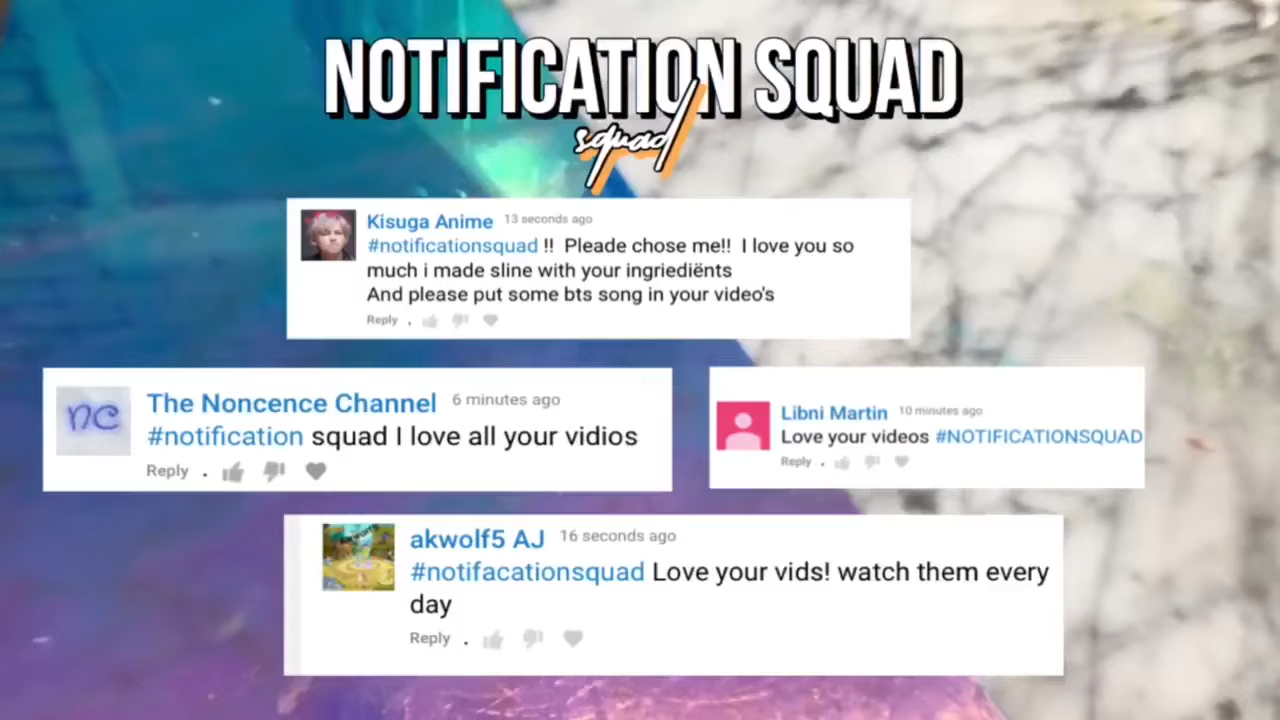 NOTIFICATION SQUAD
squad
Kisuga Anime 13 seconds ago
#notificationsquad !! Pleade chose me!! I love you so
much i made sline with your ingriediënts
And please put some bts song in your video's
Reply .
The Noncence Channel 6 minutes ago
#notification squad I love all your vidios
Reply .
Libni Martin 10 minutes ago
Love your videos #NOTIFICATIONSQUAD
Reply .
akwolf5 AJ 16 seconds ago
#notifacationsquad Love your vids! watch them every
day
Reply .
nc